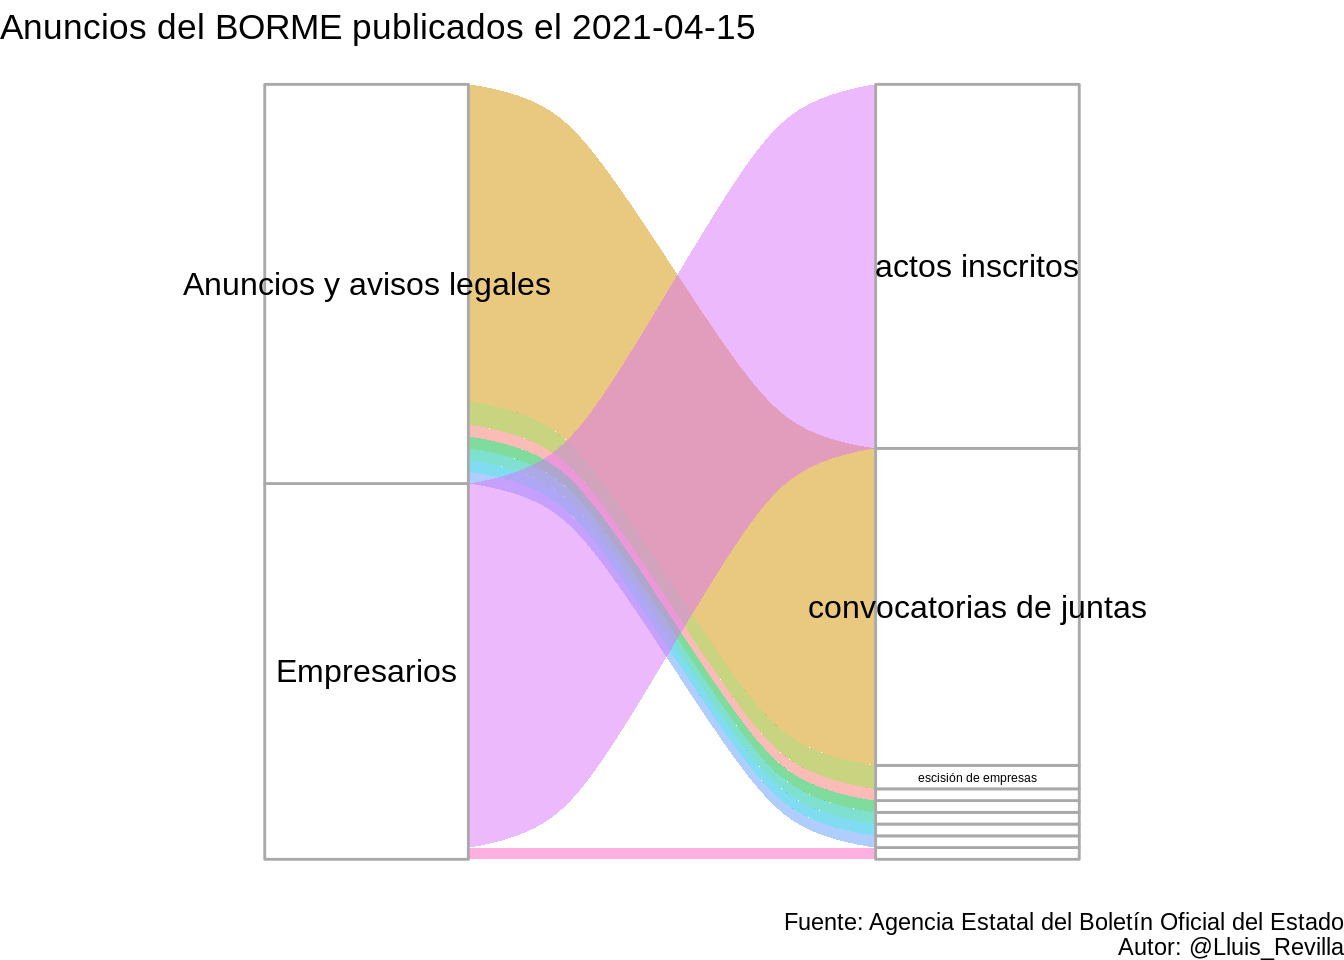 Anuncios del BORME publicados el 2021-04-15
Anuncios y avisos legales
actos inscritos
convocatorias de juntas
Empresarios
escisión de empresas
Fuente: Agencia Estatal del Boletín Oficial del Estado
Autor: @Lluis_Revilla